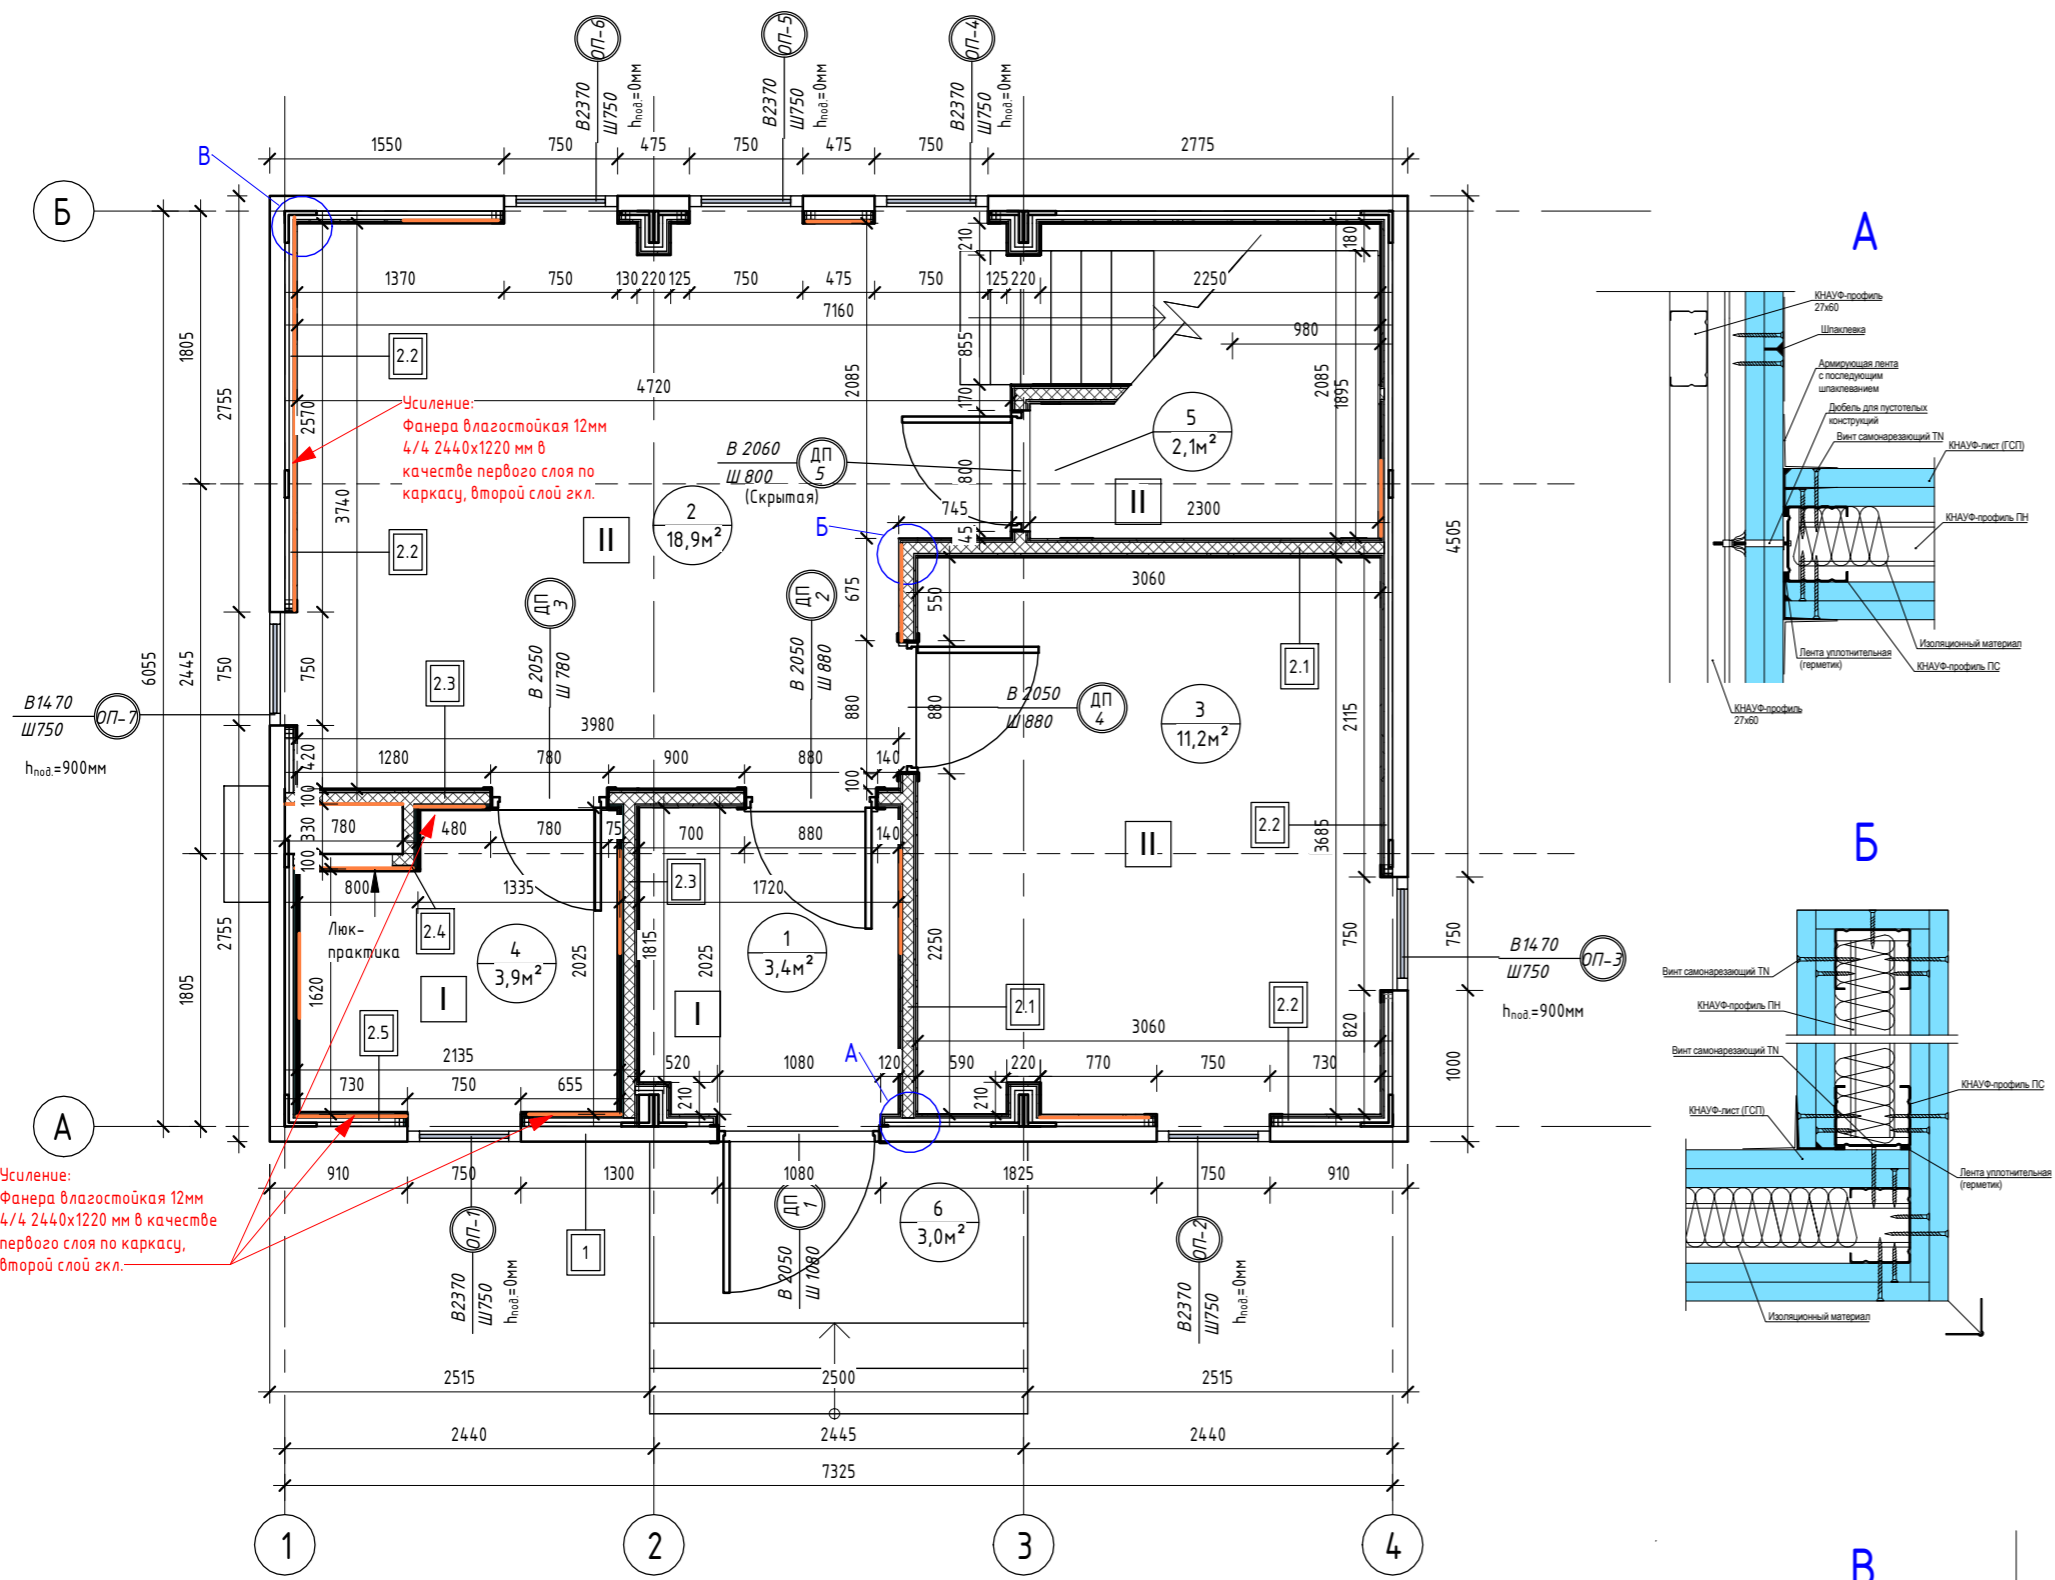 ОП-6
ОП-5
ОП-4
В2370
Ш750
hпод.=0мм
В2370
Ш750
hпод.=0мм
В2370
Ш750
hпод.=0мм
1550
750
475
750
475
750
2775
В
Б
1370
750
130
220
125
750
475
750
125
220
2250
210
180
7160
980
855
1805
2755
2570
3740
2.2
4720
2085
2085
1895
170
Усиление:
Фанера влагостойкая 12мм
4/4 2440х1220 мм в
качестве первого слоя по
каркасу, второй слой гкл.
В 2060
Ш 800
(Скрытая)
ДП
5
5
2,1м²
800
II
2300
745
45
Б
2
18,9м²
II
2.2
4505
6055
2445
750
750
ДП
3
В 2050
Ш 780
ДП
2
В 2050
Ш 880
675
550
3060
2.1
2.3
В1470
Ш750
ОП-7
hпод.=900мм
880
880
В 2050
Ш 880
ДП
4
3
11,2м²
2115
3980
420
1280
780
900
880
140
100
100
330
100
780
480
780
75
700
880
140
II
2.2
3685
800
1335
2.3
1720
Люк-
практика
2.4
4
3,9м²
2025
1815
2025
1
3,4м²
2250
2755
1805
1620
I
I
2.5
2.1
2.2
750
750
В1470
Ш750
ОП-3
hпод.=900мм
820
1000
2135
3060
730
750
655
520
1080
120
590
220
770
750
730
210
210
А
А
Усиление:
Фанера влагостойкая 12мм
4/4 2440х1220 мм в качестве
первого слоя по каркасу,
второй слой гкл.
910
750
1300
1080
1825
750
910
ОП-1
В2370
Ш750
hпод.=0мм
1
ДП
1
В 2050
Ш 1080
6
3,0м²
ОП-2
В2370
Ш750
hпод.=0мм
2515
2500
2515
2440
2445
2440
7325
1
2
3
4
А
КНАУФ-профиль
27х60
Шпаклевка
Армирующая лента
с последующим
шпаклеванием
Дюбель для пустотелых
конструкций
Винт самонарезающий TN
КНАУФ-лист (ГСП)
КНАУФ-профиль ПН
Изоляционный материал
Лента уплотнительная
(герметик)
КНАУФ-профиль ПС
КНАУФ-профиль
27х60
Б
Винт самонарезающий TN
КНАУФ-профиль ПН
Винт самонарезающий TN
КНАУФ-профиль ПС
КНАУФ-лист (ГСП)
Лента уплотнительная
(герметик)
Изоляционный материал
В